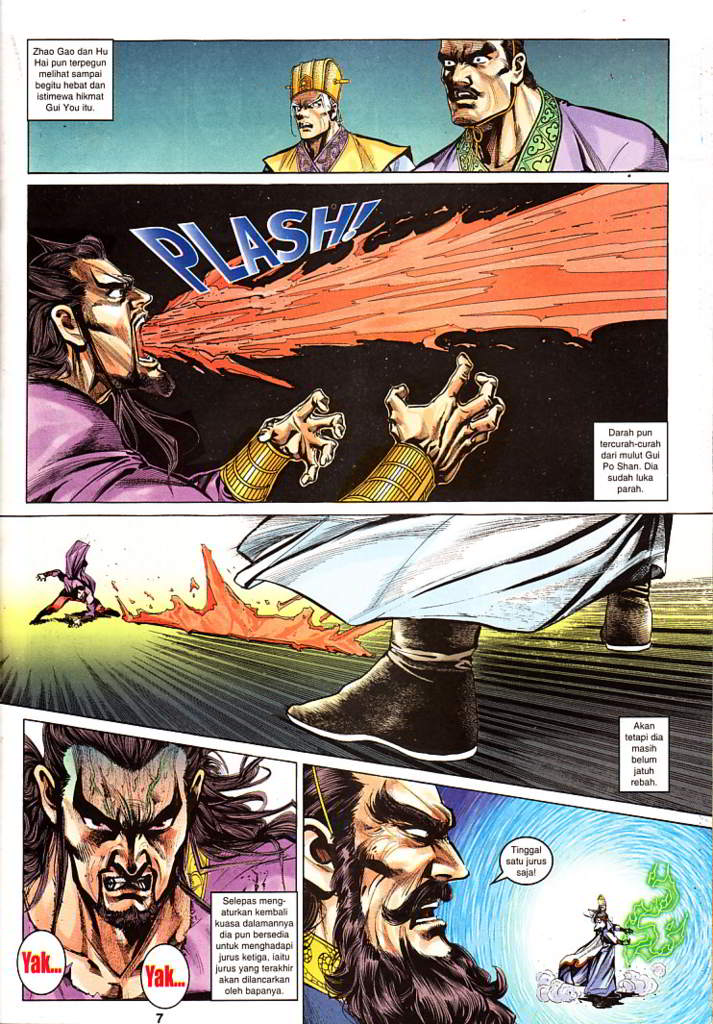 Zhao Gao dan Hu
Hai pun terpegun
melihat sampai
begitu hebat dan
istimewa hikmat
Gui You itu.
PLASH!
Darah pun
tercurah-curah
dari mulut Gui
Po Shan. Dia
sudah luka
parah.
Akan
tetapi dia
masih
belum
jatuh
rebah.
Yak...
Yak...
Selepas meng-
aturkan kembali
kuasa dalamannya
dia pun bersedia
untuk menghadapi
jurus ketiga, iaitu
jurus yang terakhir
akan dilancarkan
oleh bapanya.
Tinggal
satu jurus
saja!
7